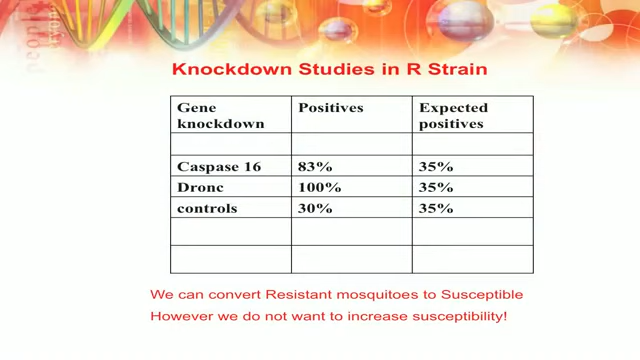 Knockdown Studies in R Strain
Gene knockdown Positives Expected positives
Caspase 16 83% 35%
Dronc 100% 35%
controls 30% 35%
We can convert Resistant mosquitoes to Susceptible
However we do not want to increase susceptibility!